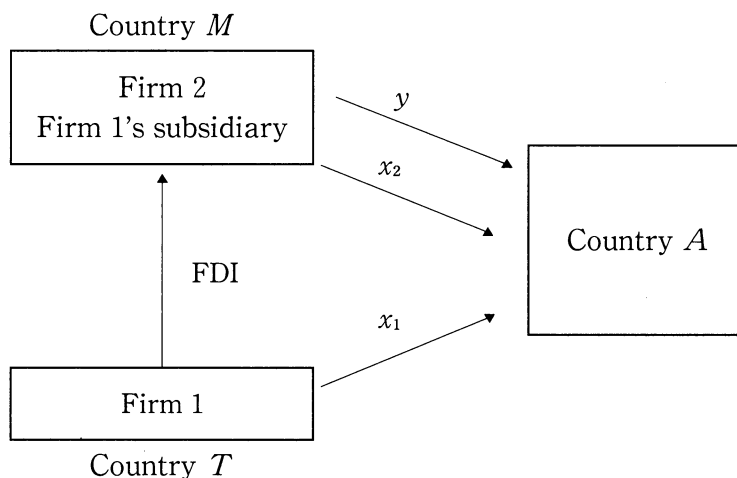 Country M
Firm 2
Firm 1's subsidiary
y
x₂
Country A
FDI
x₁
Firm 1
Country T